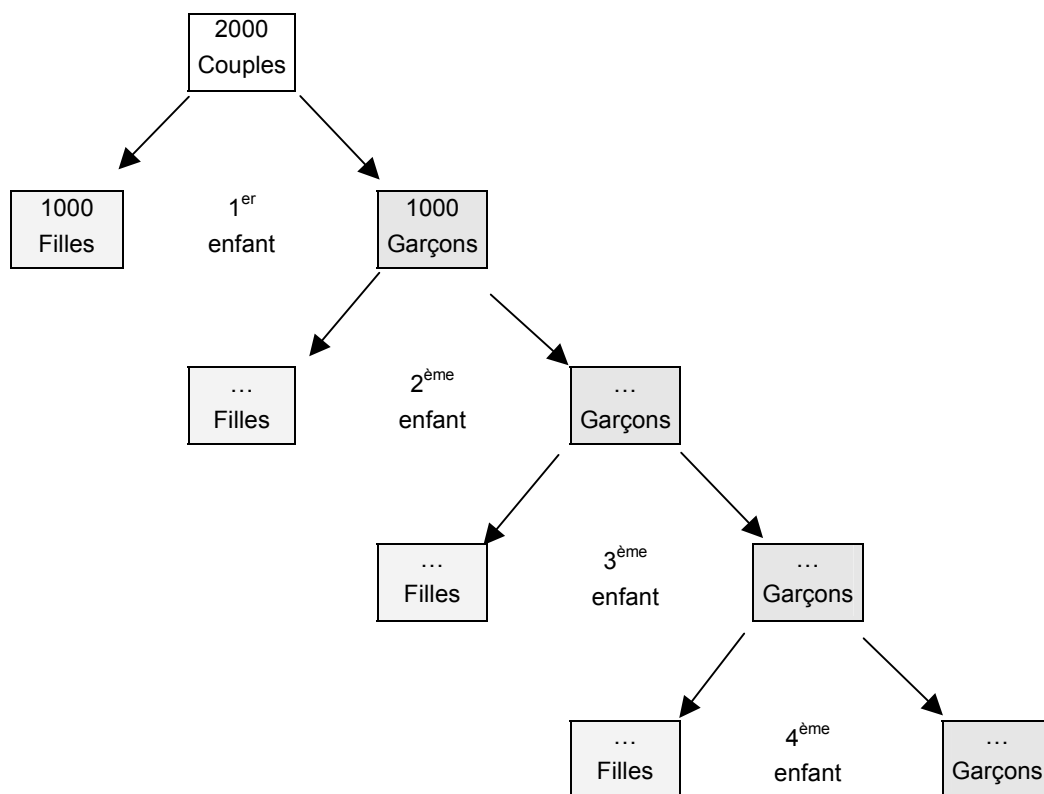 2000
Couples
1000
Filles
1er
enfant
1000
Garçons
…
Filles
2ème
enfant
…
Garçons
…
Filles
3ème
enfant
…
Garçons
…
Filles
4ème
enfant
…
Garçons